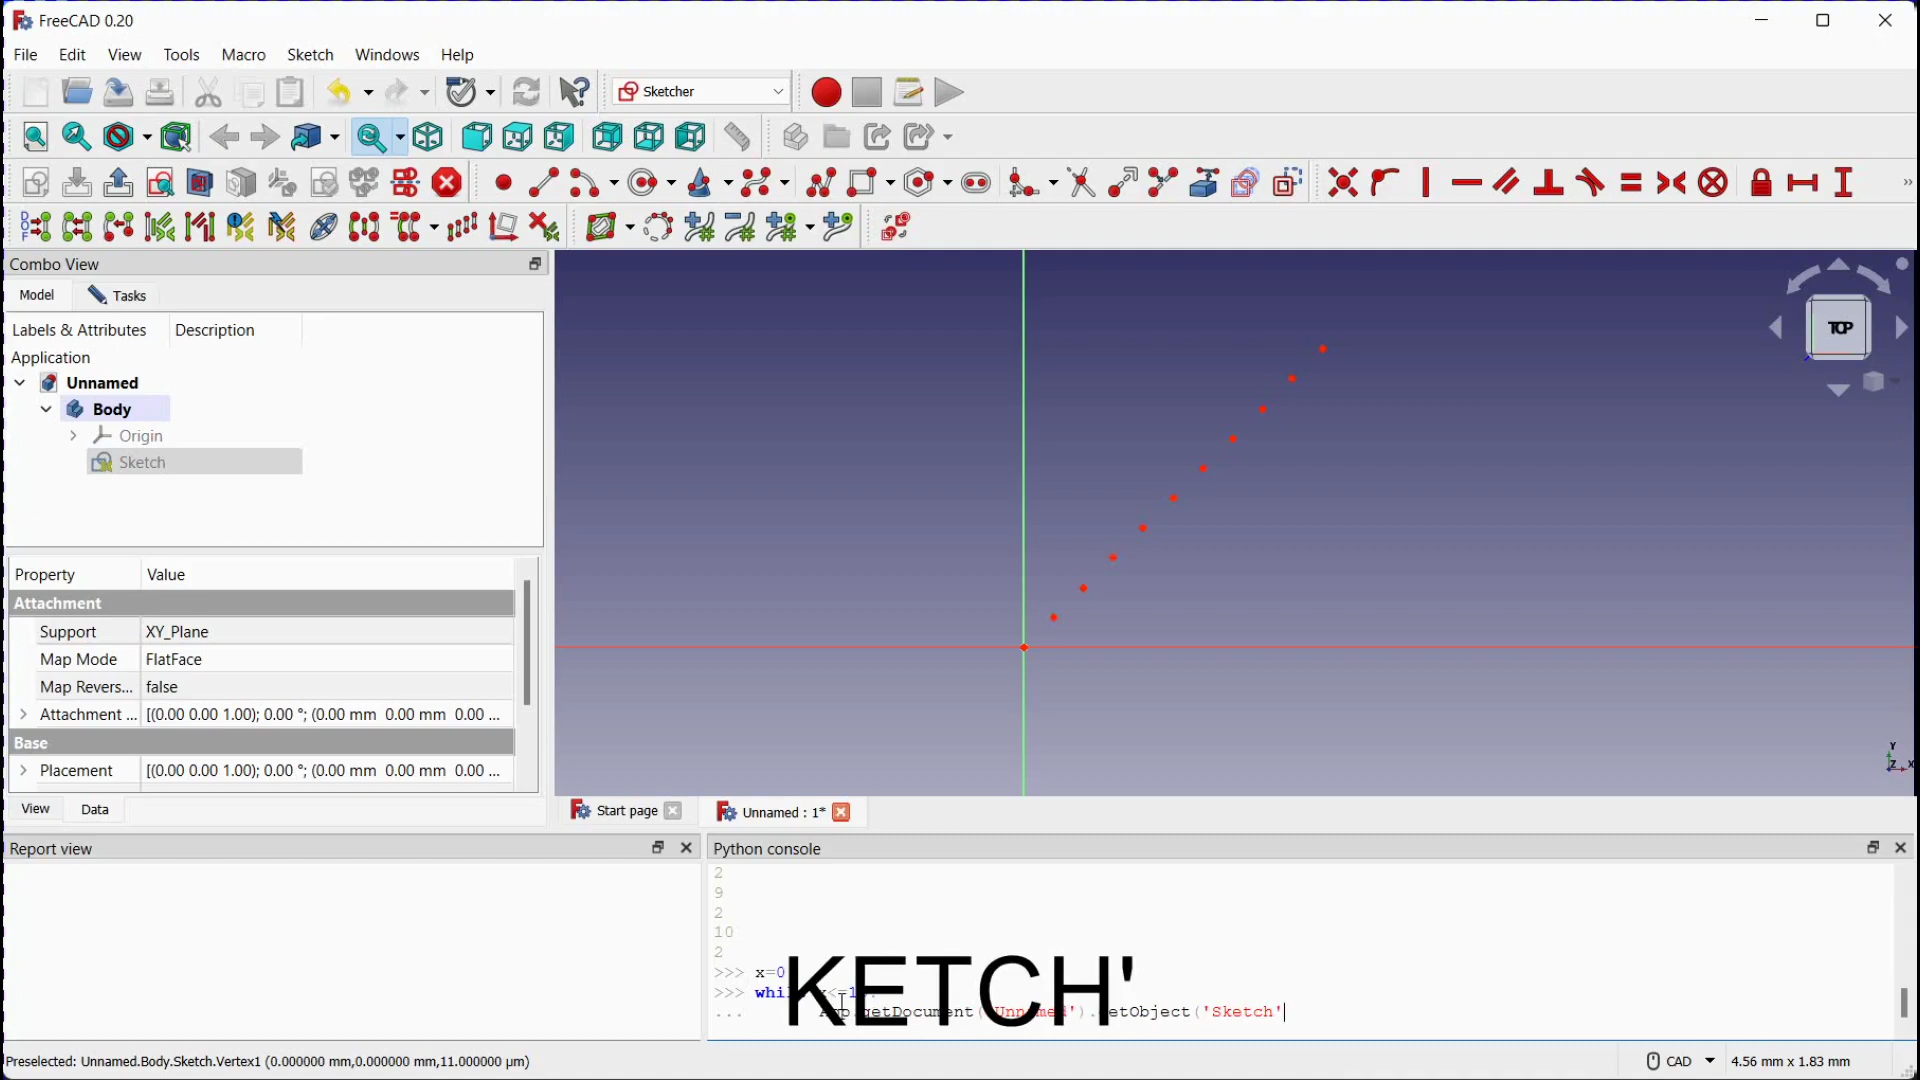 FreeCAD 0.20
File Edit View Tools Macro Sketch Windows Help
Sketcher
Combo View
Model Tasks
Labels & Attributes Description
Application
Unnamed
Body
Origin
Sketch
Property Value
Attachment
Support XY_Plane
Map Mode FlatFace
Map Revers... false
Attachment ... [(0.00 0.00 1.00); 0.00 °; (0.00 mm 0.00 mm 0.00 ...
Base
Placement [(0.00 0.00 1.00); 0.00 °; (0.00 mm 0.00 mm 0.00 ...
View Data
TOP
Y
Z X
Start page Unnamed : 1*
Report view
Python console
2
9
2
10
2
>>> x=0
>>>
...
KETCH'
Preselected: Unnamed.Body.Sketch.Vertex1 (0.000000 mm,0.000000 mm,11.000000 µm)
CAD 4.56 mm x 1.83 mm